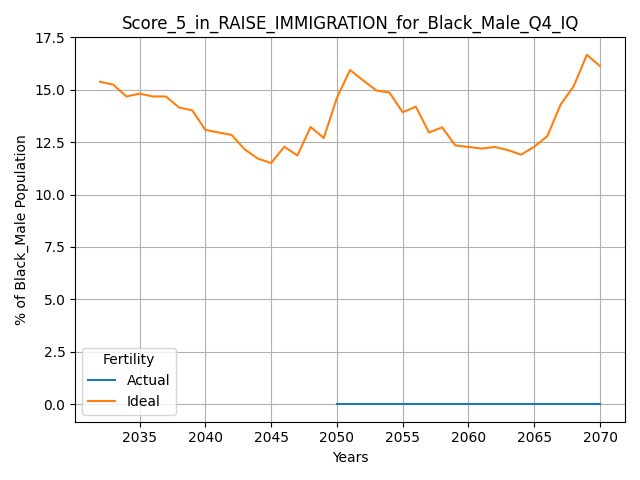 Score_5_in_RAISE_IMMIGRATION_for_Black_Male_Q4_IQ
% of Black_Male Population
17.5
15.0
12.5
10.0
7.5
5.0
2.5
0.0
Fertility
Actual
Ideal
2035 2040 2045 2050 2055 2060 2065 2070
Years